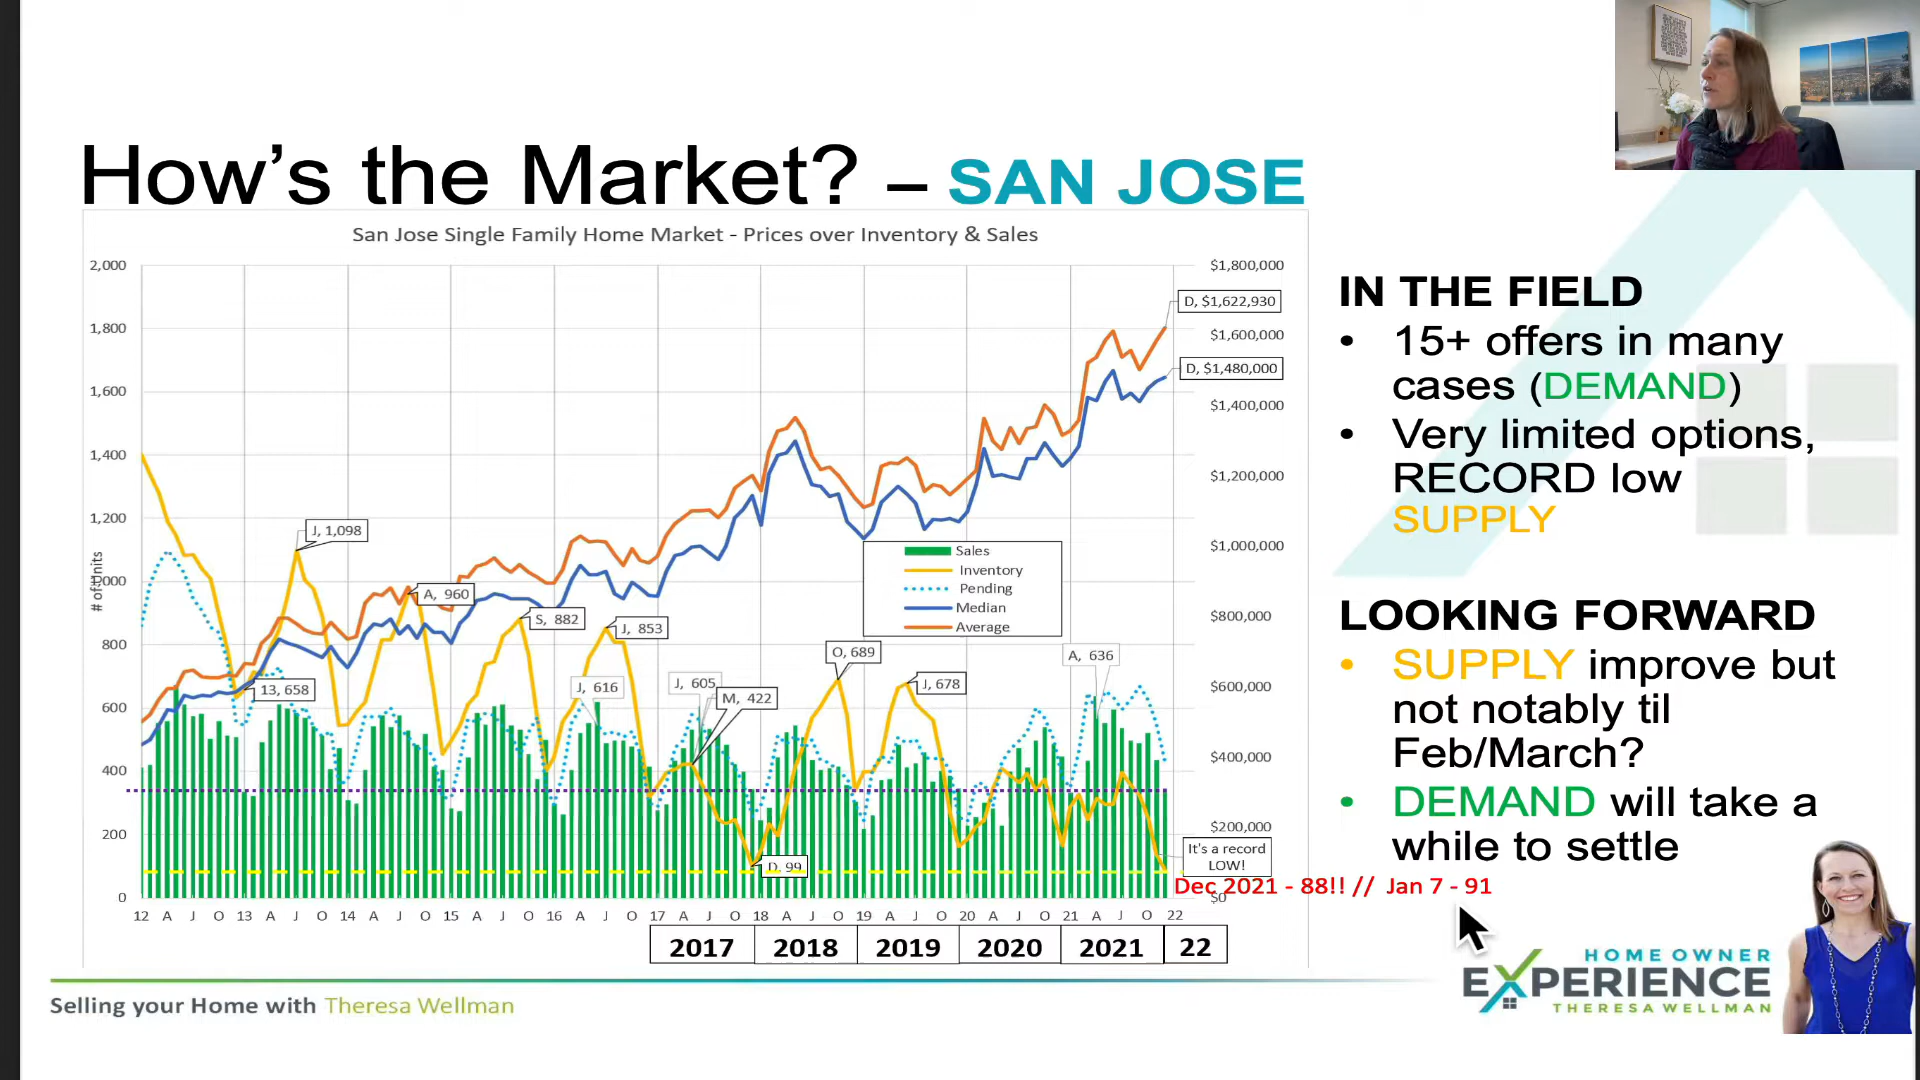 How's the Market? – SAN JOSE
San Jose Single Family Home Market - Prices over Inventory & Sales
# of Units
2,000
1,800
1,600
1,400
1,200
1,000
800
600
400
200
0
$1,800,000
$1,600,000
$1,400,000
$1,200,000
$1,000,000
$800,000
$600,000
$400,000
$200,000
$0
D, $1,622,930
D, $1,480,000
J, 1,098
A, 960
S, 882
J, 853
13, 658
J, 616
J, 605
M, 422
O, 689
J, 678
A, 636
D, 99
Sales
Inventory
Pending
Median
Average
It's a record
LOW!
Dec 2021 - 88!! // Jan 7 - 91
12 A J O 13 A J O 14 A J O 15 A J O 16 A J O 17 A J O 18 A J O 19 A J O 20 A J O 21 A J O 22
2017 2018 2019 2020 2021 22
IN THE FIELD
• 15+ offers in many
cases (DEMAND)
• Very limited options,
RECORD low
SUPPLY
LOOKING FORWARD
• SUPPLY improve but
not notably til
Feb/March?
• DEMAND will take a
while to settle
Selling your Home with Theresa Wellman
HOME OWNER
EXPERIENCE
THERESA WELLMAN